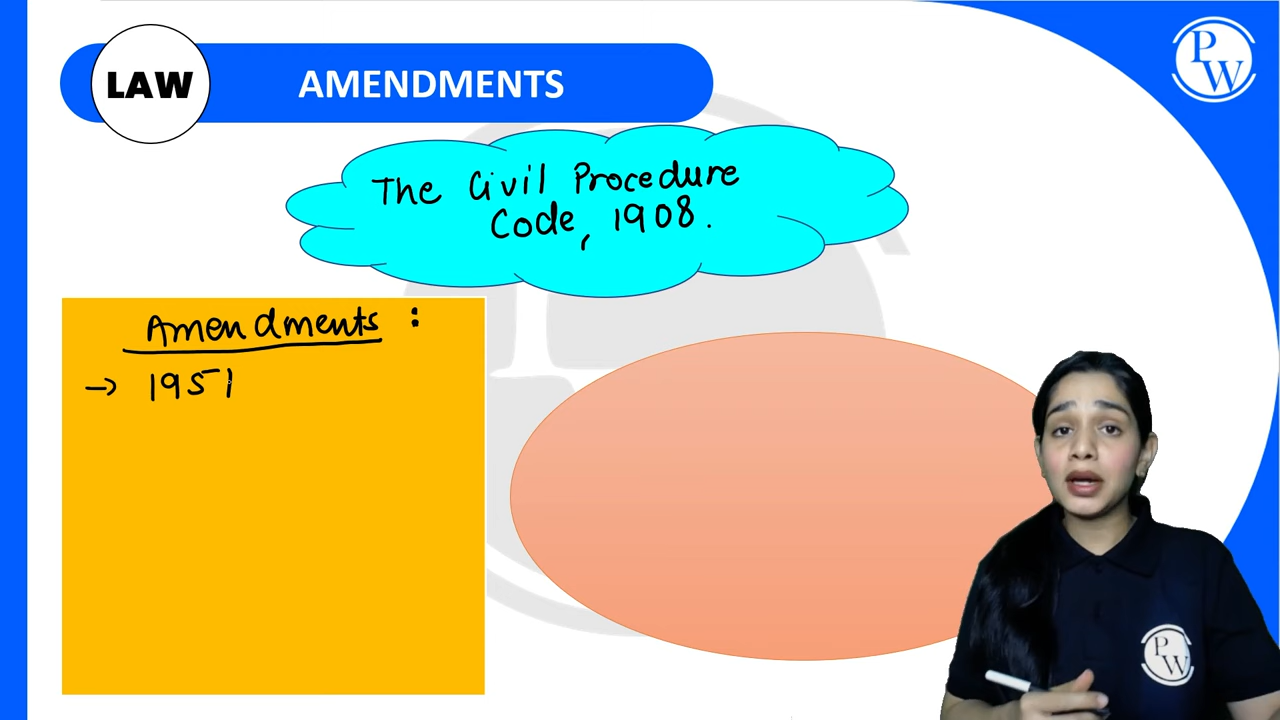 LAW
AMENDMENTS
PW
The Civil Procedure
Code, 1908.
Amendments :
→ 1951
PW